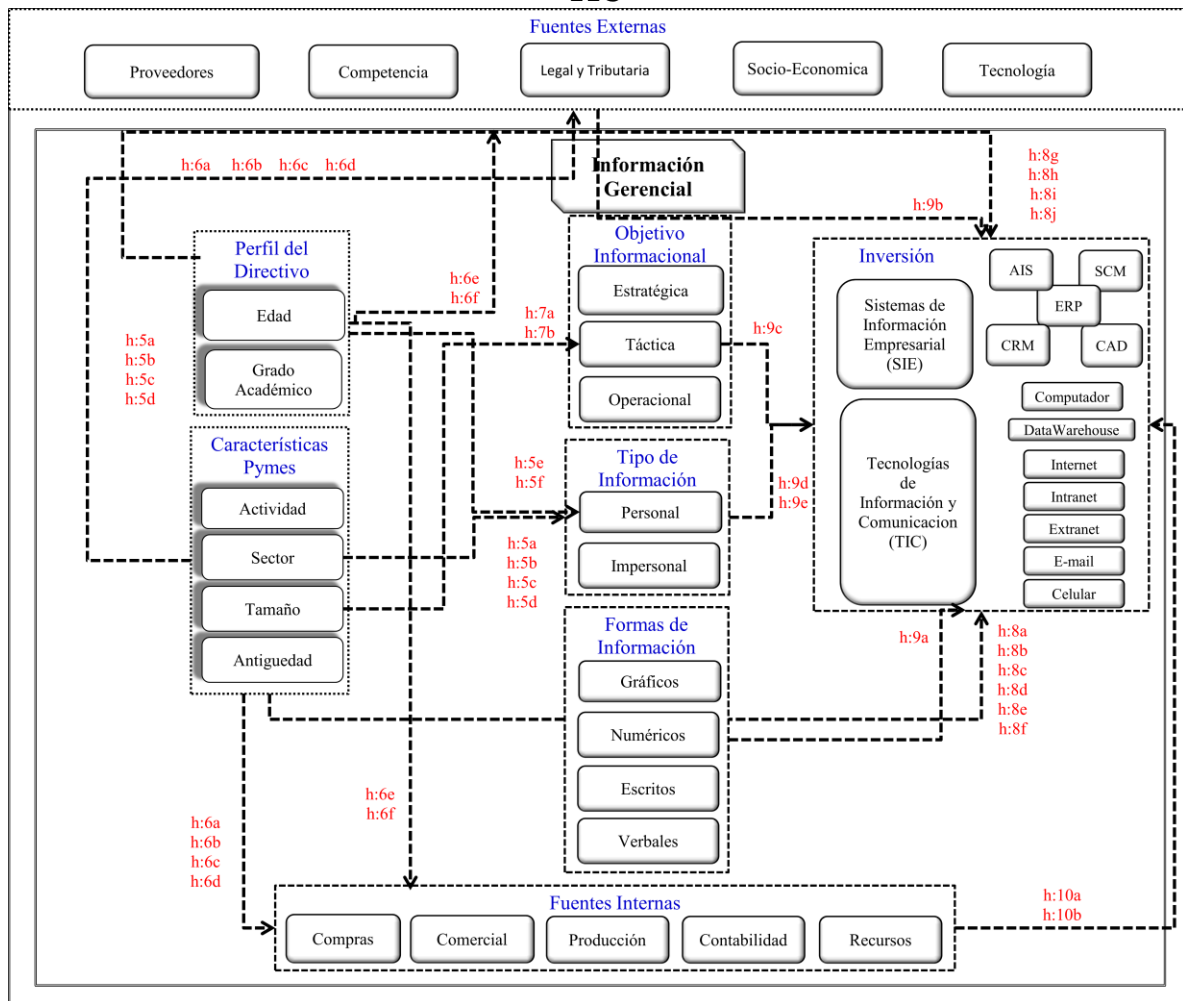 Fuentes Externas
Proveedores
Competencia
Legal y Tributaria
Socio-Economica
Tecnología
h:6a h:6b h:6c h:6d
Información
Gerencial
h:8g
h:8h
h:8i
h:8j
h:9b
Perfil del
Directivo
Edad
Grado
Académico
h:6e
h:6f
h:5a
h:5b
h:5c
h:5d
Objetivo
Informacional
Estratégica
Táctica
Operacional
h:7a
h:7b
h:9c
Inversión
Sistemas de
Información
Empresarial
(SIE)
AIS
SCM
ERP
CRM
CAD
Computador
DataWarehouse
Internet
Intranet
Extranet
E-mail
Celular
Tecnologías
de
Información y
Comunicacion
(TIC)
Característícas
Pymes
Actividad
Sector
Tamaño
Antiguedad
h:5e
h:5f
Tipo de
Información
Personal
Impersonal
h:9d
h:9e
h:5a
h:5b
h:5c
h:5d
Formas de
Información
Gráficos
Numéricos
Escritos
Verbales
h:9a
h:8a
h:8b
h:8c
h:8d
h:8e
h:8f
h:6e
h:6f
h:6a
h:6b
h:6c
h:6d
Fuentes Internas
Compras
Comercial
Producción
Contabilidad
Recursos
h:10a
h:10b